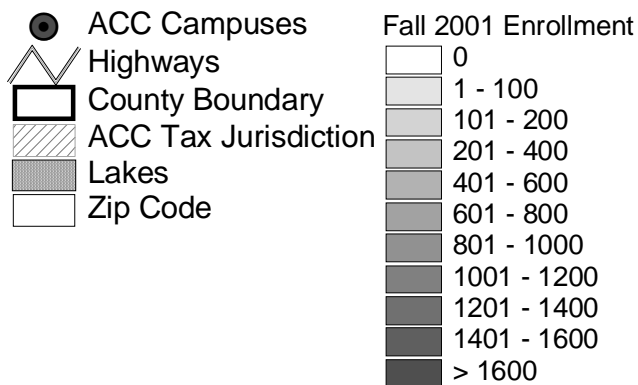 ACC Campuses
Highways
County Boundary
ACC Tax Jurisdiction
Lakes
Zip Code
Fall 2001 Enrollment
0
1 - 100
101 - 200
201 - 400
401 - 600
601 - 800
801 - 1000
1001 - 1200
1201 - 1400
1401 - 1600
> 1600